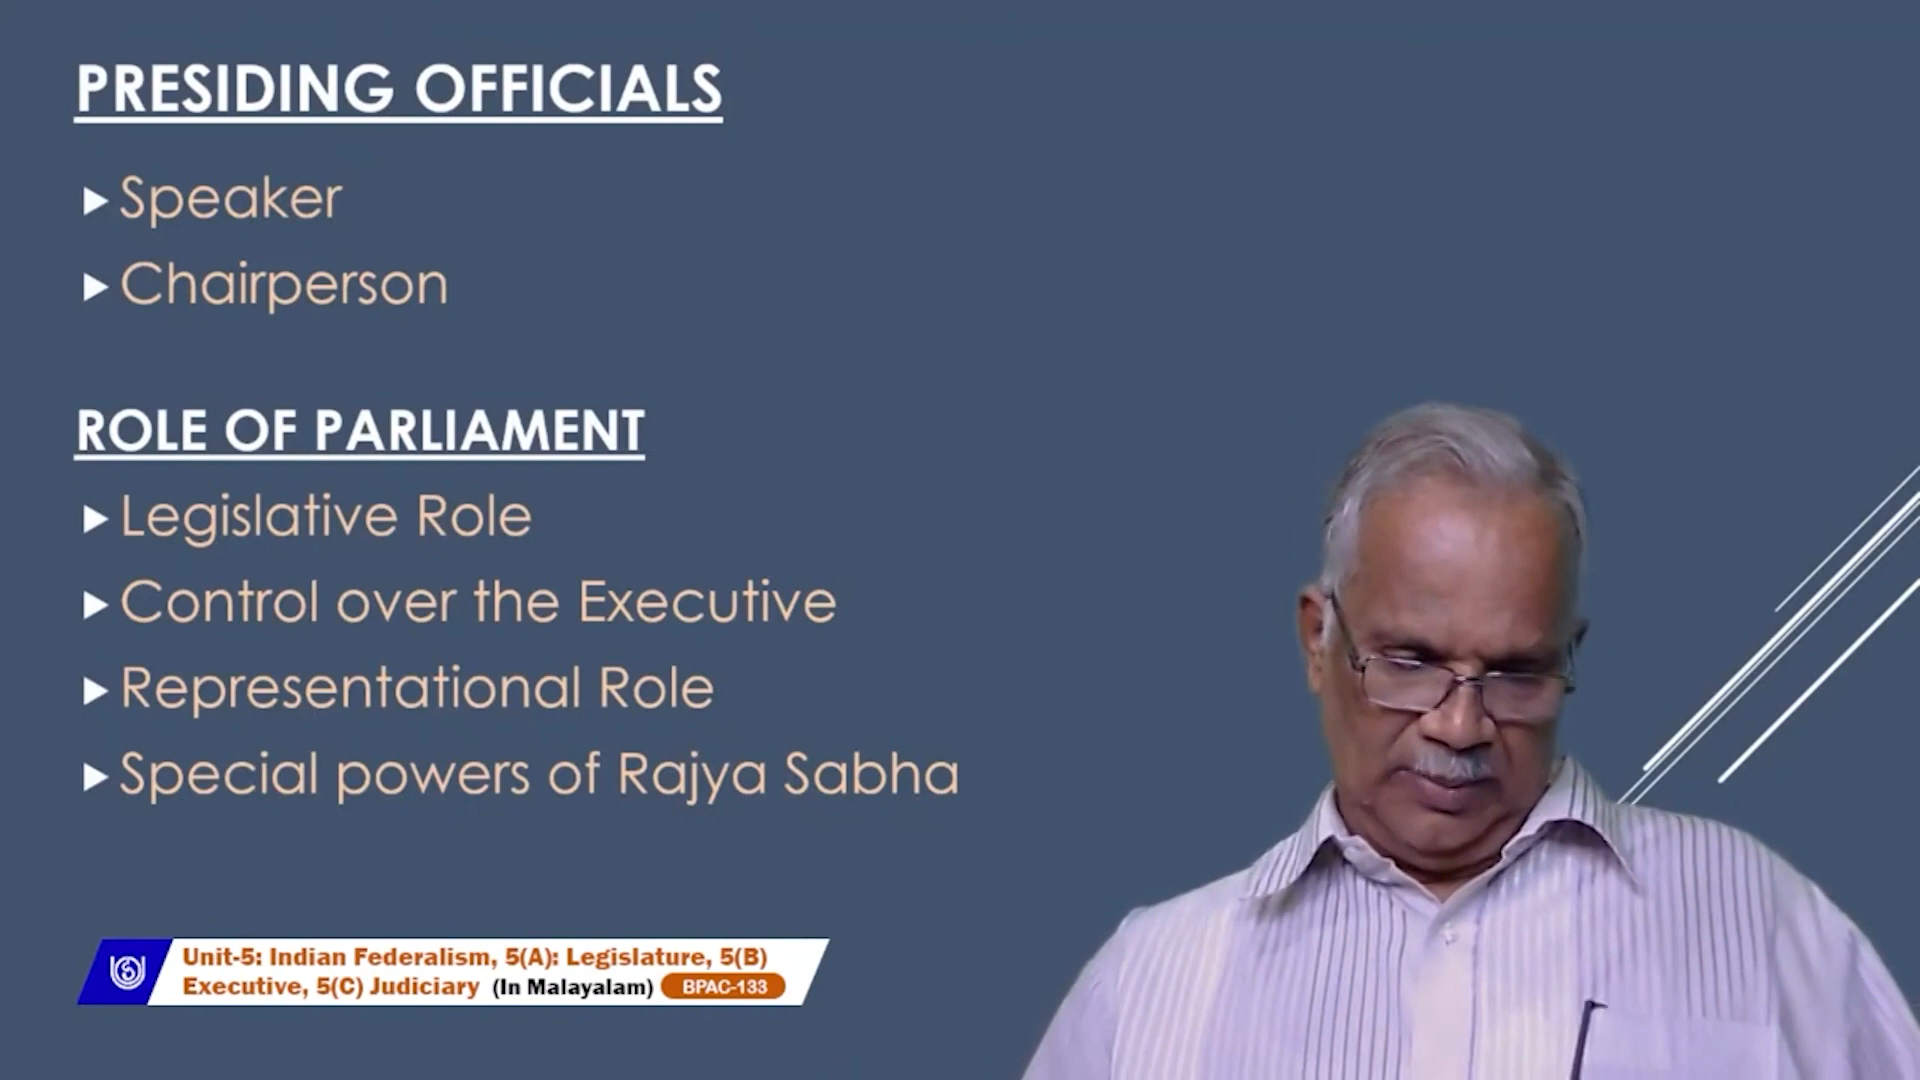 PRESIDING OFFICIALS
Speaker
Chairperson
ROLE OF PARLIAMENT
Legislative Role
Control over the Executive
Representational Role
Special powers of Rajya Sabha
Unit-5: Indian Federalism, 5(A): Legislature, 5(B)
Executive, 5(C) Judiciary (In Malayalam) BPAC-133